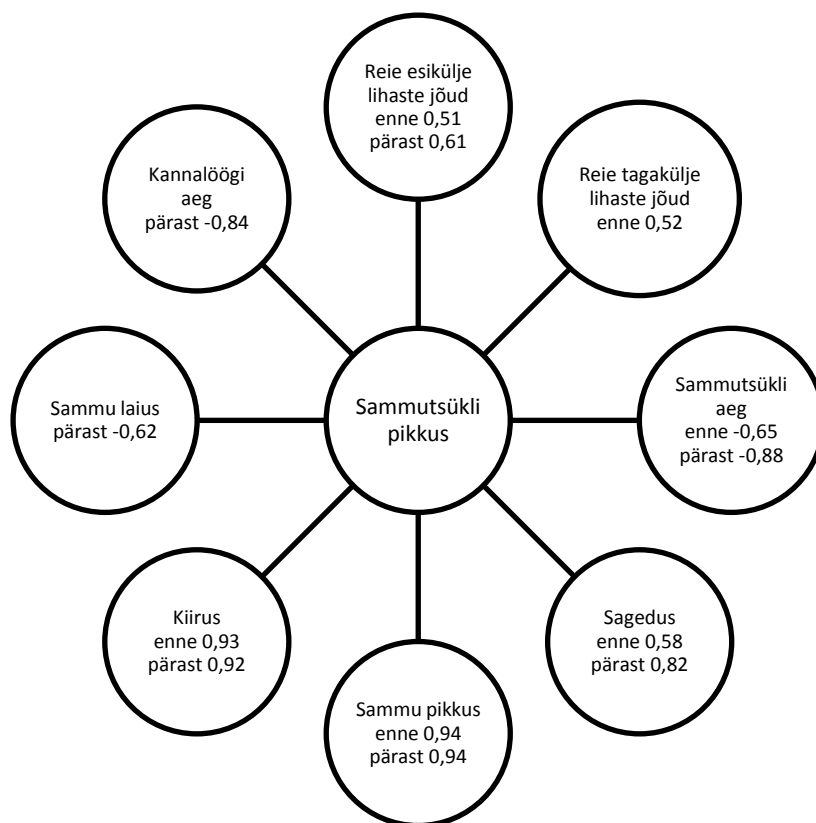 Reie esikülje
lihaste jõud
enne 0,51
pärast 0,61
Reie tagakülje
lihaste jõud
enne 0,52
Kannalöögi
aeg
pärast -0,84
Sammutsükli
pikkus
Sammutsükli
aeg
enne -0,65
pärast -0,88
Sammu laius
pärast -0,62
Kiirus
enne 0,93
pärast 0,92
Sagedus
enne 0,58
pärast 0,82
Sammu pikkus
enne 0,94
pärast 0,94